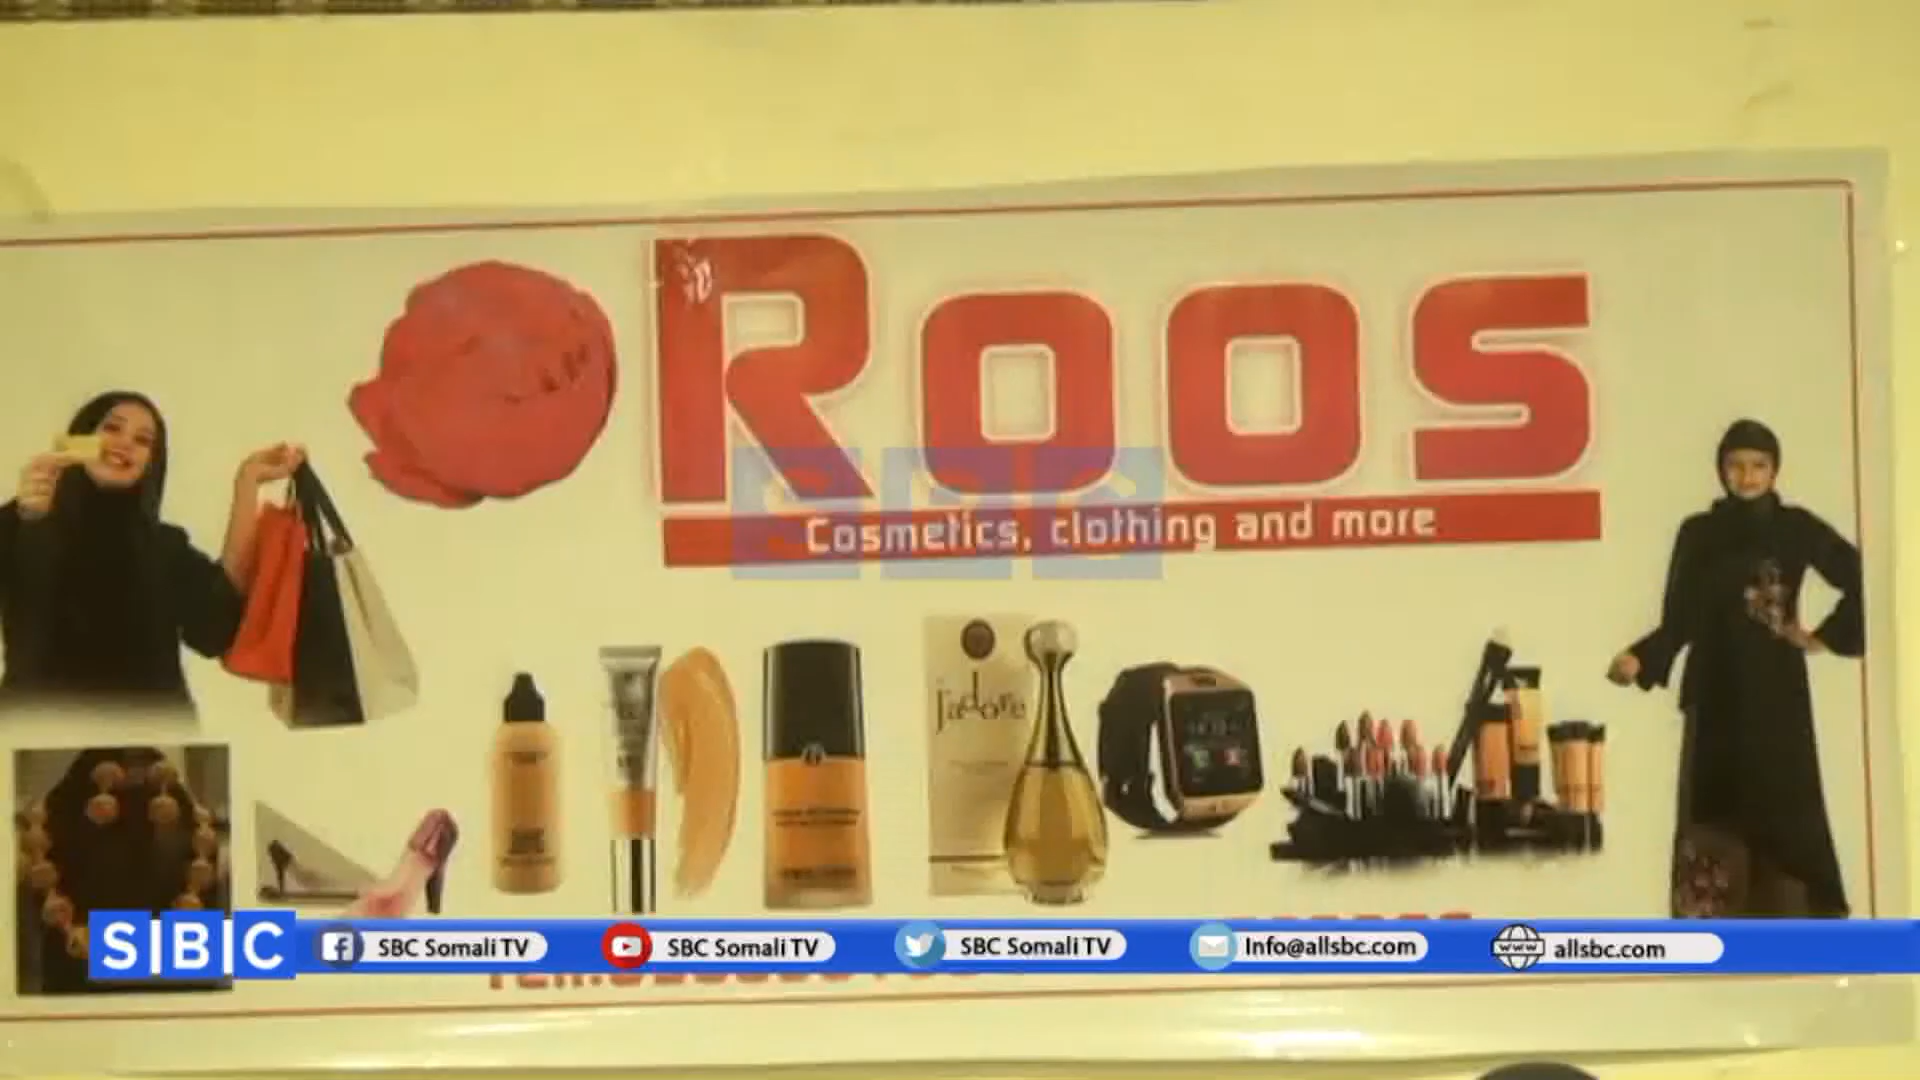 Roos
Cosmetics, clothing and more
j'adore
SBC
SBC Somali TV
SBC Somali TV
SBC Somali TV
Info@allsbc.com
www
allsbc.com